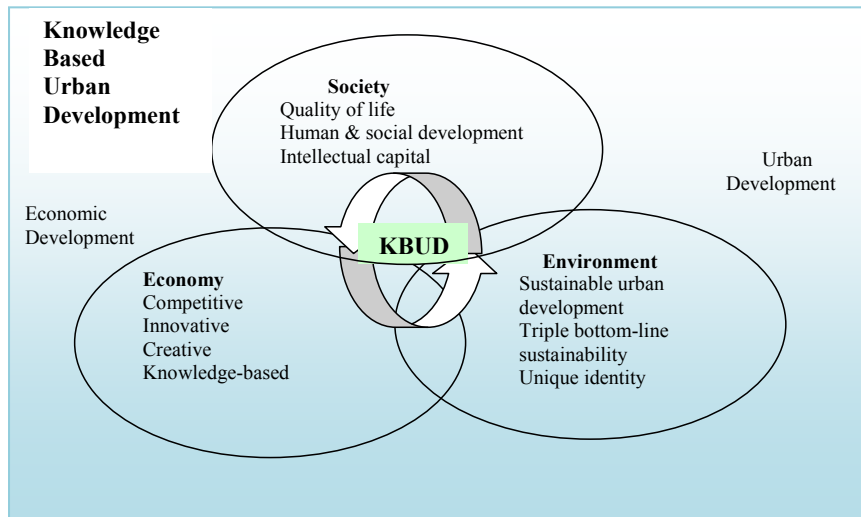 Knowledge
Based
Urban
Development
Society
Quality of life
Human & social development
Intellectual capital
Urban
Development
Economic
Development
KBUD
Economy
Competitive
Innovative
Creative
Knowledge-based
Environment
Sustainable urban
development
Triple bottom-line
sustainability
Unique identity